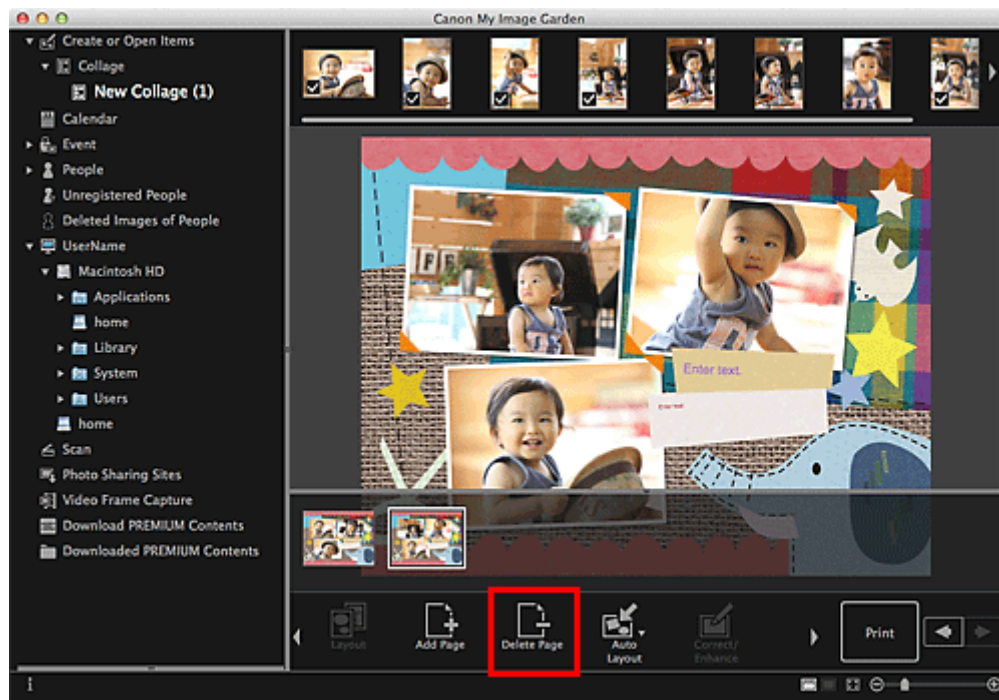 Canon My Image Garden
Create or Open Items
Collage
New Collage (1)
Calendar
Event
People
Unregistered People
Deleted Images of People
UserName
Macintosh HD
Applications
home
Library
System
Users
home
Scan
Photo Sharing Sites
Video Frame Capture
Download PREMIUM Contents
Downloaded PREMIUM Contents
Enter text.
Enter text
Layout
Add Page
Delete Page
Auto
Layout
Correct/
Enhance
Print